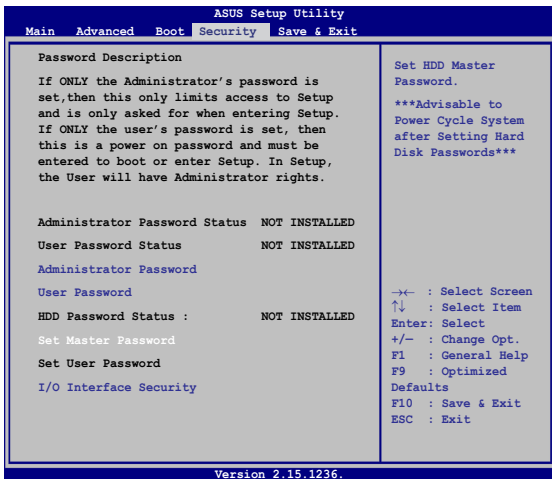 ASUS Setup Utility
Main Advanced Boot Security Save & Exit
Password Description
If ONLY the Administrator's password is
set,then this only limits access to Setup
and is only asked for when entering Setup.
If ONLY the user's password is set, then
this is a power on password and must be
entered to boot or enter Setup. In Setup,
the User will have Administrator rights.
Administrator Password Status NOT INSTALLED
User Password Status NOT INSTALLED
Administrator Password
User Password
HDD Password Status : NOT INSTALLED
Set Master Password
Set User Password
I/O Interface Security
Set HDD Master
Password.
***Advisable to
Power Cycle System
after Setting Hard
Disk Passwords***
→← : Select Screen
↑↓ : Select Item
Enter: Select
+/— : Change Opt.
F1 : General Help
F9 : Optimized
Defaults
F10 : Save & Exit
ESC : Exit
Version 2.15.1236.